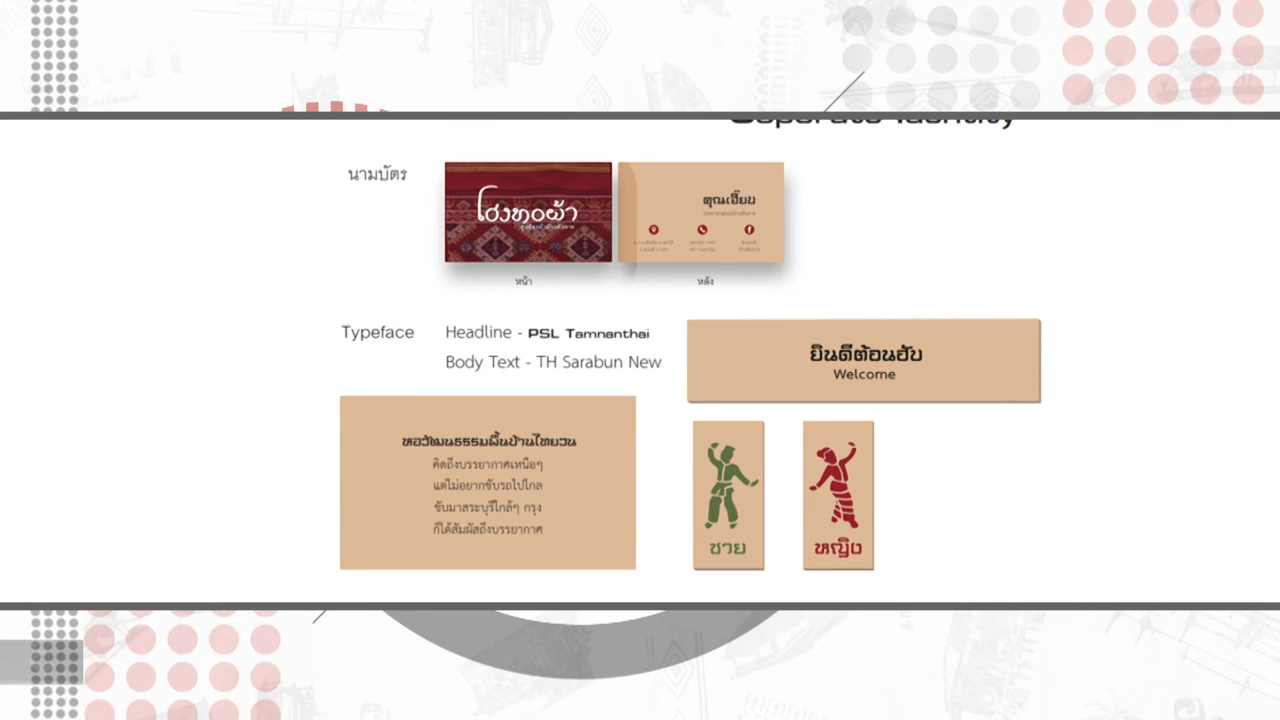 นามบัตร
โฮงทอผ้า
คุณเอี๊ยบ
หน้า
หลัง
Typeface
Headline - PSL Tamnanthai
Body Text - TH Sarabun New
ยินดีต้อนฮับ
Welcome
หอวัฒนธรรมพื้นบ้านไทยวน
คิดถึงบรรยากาศเหนือๆ
แต่ไม่อยากขับรถไปไกล
ขับมาสระบุรีใกล้ๆ กรุง
ก็ได้สัมผัสถึงบรรยากาศ
ชาย
หญิง